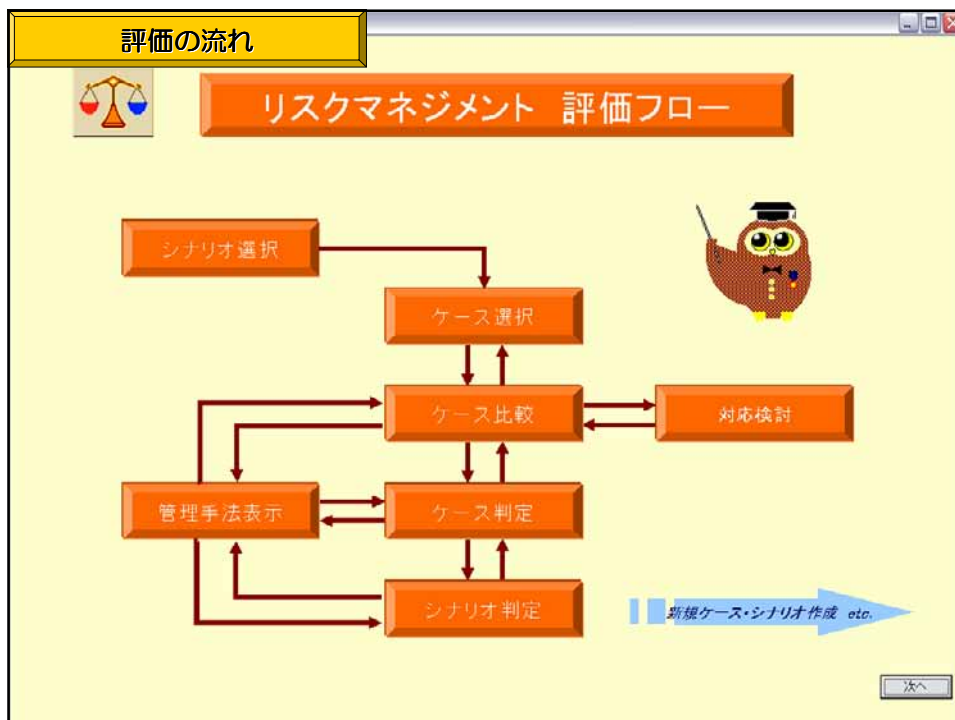 評価の流れ
リスクマネジメント　評価フロー
シナリオ選択
ケース選択
ケース比較
対応検討
管理手法表示
ケース判定
シナリオ判定
新規ケース・シナリオ作成 etc.
次へ